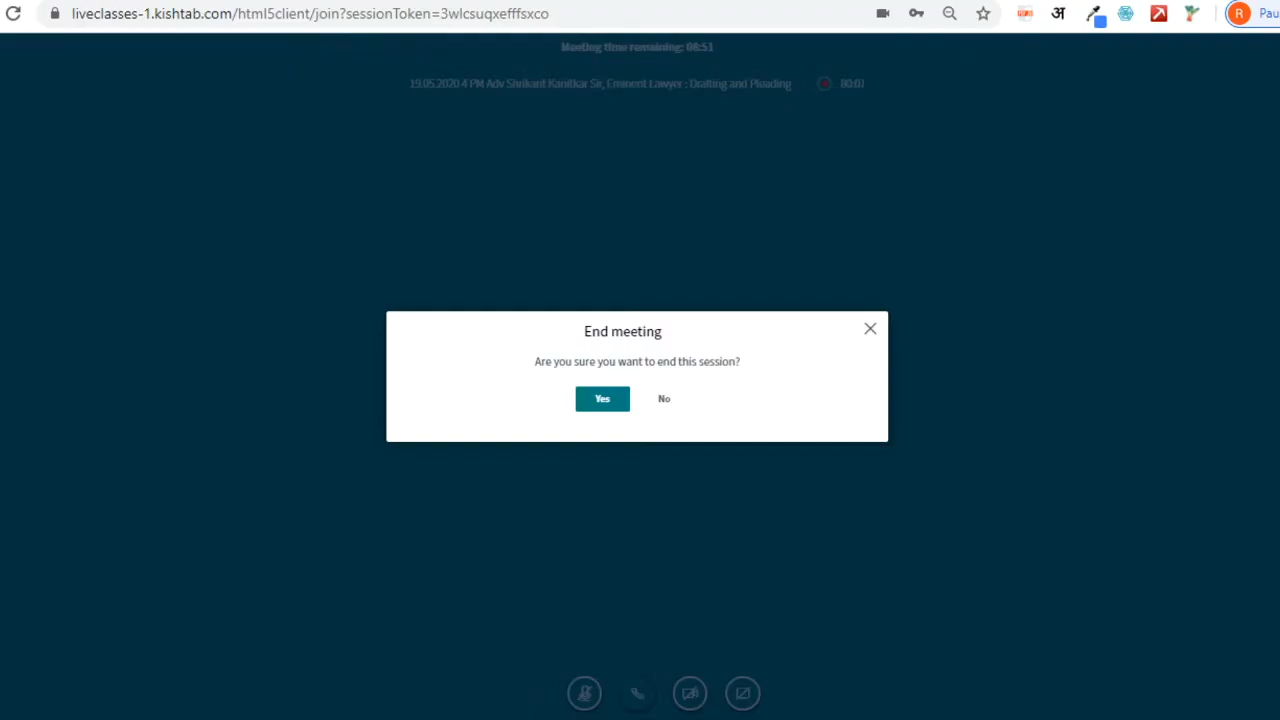 liveclasses-1.kishtab.com/html5client/join?sessionToken=3wlcsuqxefffsxco
अ
R
Pau
Meeting time remaining: 08:51
19.05.2020 4 PM Adv Shrikant Kanitkar Sir, Eminent Lawyer : Drafting and Pleading
End meeting
Are you sure you want to end this session?
Yes No